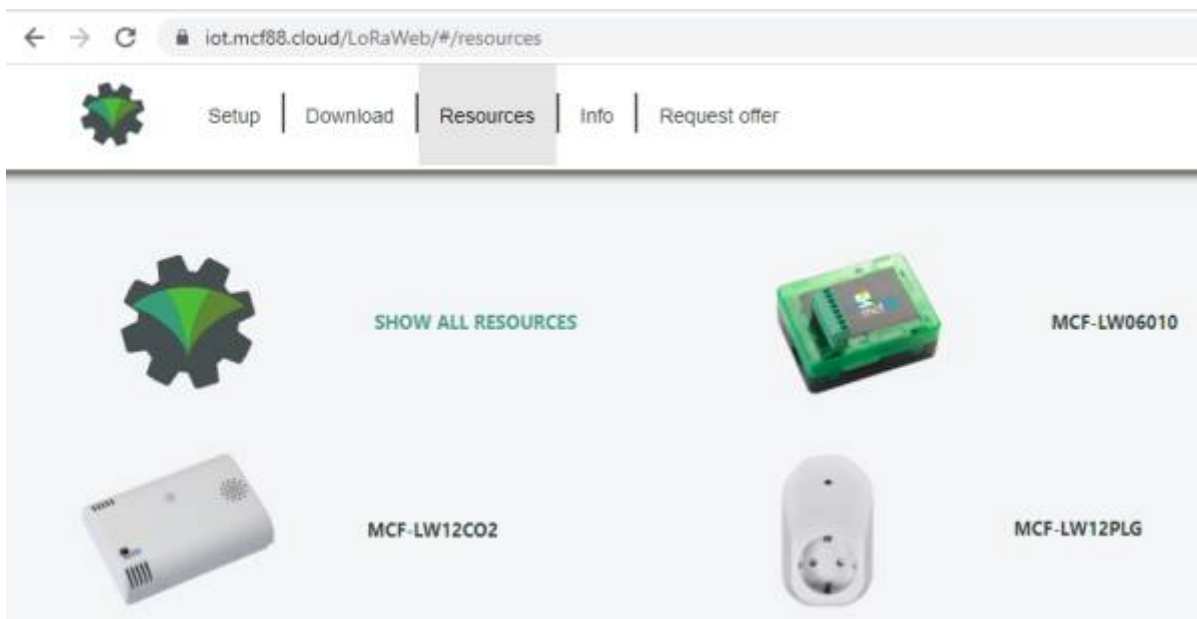 iot.mcf88.cloud/LoRaWeb/#/resources
Setup Download Resources Info Request offer
SHOW ALL RESOURCES
MCF-LW06010
MCF-LW12CO2
MCF-LW12PLG